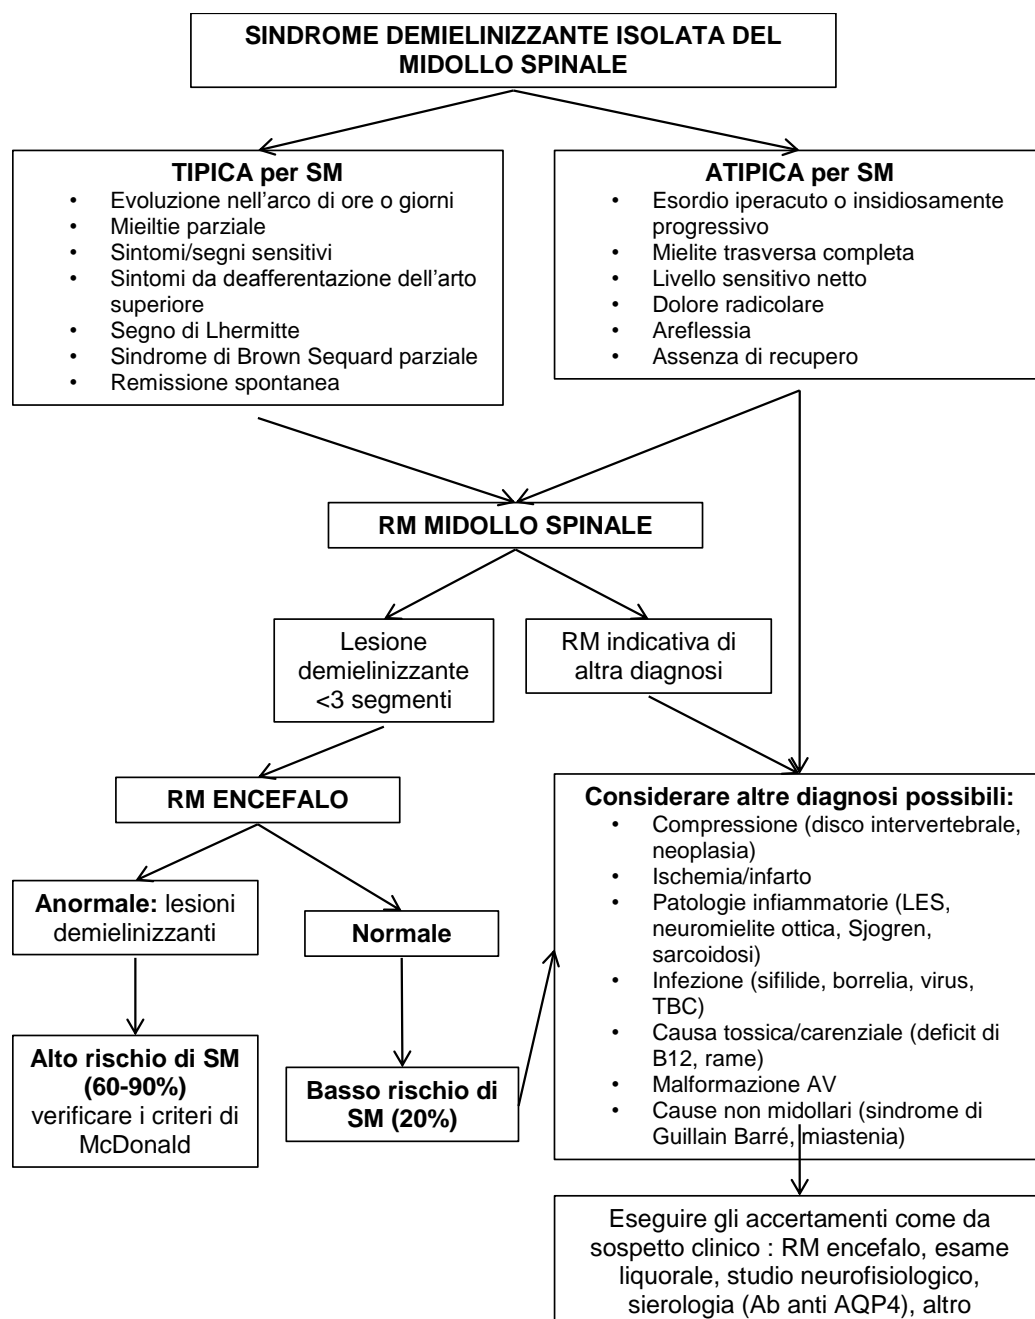 SINDROME DEMIELINIZZANTE ISOLATA DEL
MIDOLLO SPINALE
TIPICA per SM
• Evoluzione nell'arco di ore o giorni
• Mieiltie parziale
• Sintomi/segni sensitivi
• Sintomi da deafferentazione dell'arto
superiore
• Segno di Lhermitte
• Sindrome di Brown Sequard parziale
• Remissione spontanea
ATIPICA per SM
• Esordio iperacuto o insidiosamente
progressivo
• Mielite trasversa completa
• Livello sensitivo netto
• Dolore radicolare
• Areflessia
• Assenza di recupero
RM MIDOLLO SPINALE
Lesione
demielinizzante
<3 segmenti
RM indicativa di
altra diagnosi
RM ENCEFALO
Anormale: lesioni
demielinizzanti
Normale
Alto rischio di SM
(60-90%)
verificare i criteri di
McDonald
Basso rischio di
SM (20%)
Considerare altre diagnosi possibili:
• Compressione (disco intervertebrale,
neoplasia)
• Ischemia/infarto
• Patologie infiammatorie (LES,
neuromielite ottica, Sjogren,
sarcoidosi)
• Infezione (sifilide, borrelia, virus,
TBC)
• Causa tossica/carenziale (deficit di
B12, rame)
• Malformazione AV
• Cause non midollari (sindrome di
Guillain Barré, miastenia)
Eseguire gli accertamenti come da
sospetto clinico : RM encefalo, esame
liquorale, studio neurofisiologico,
sierologia (Ab anti AQP4), altro